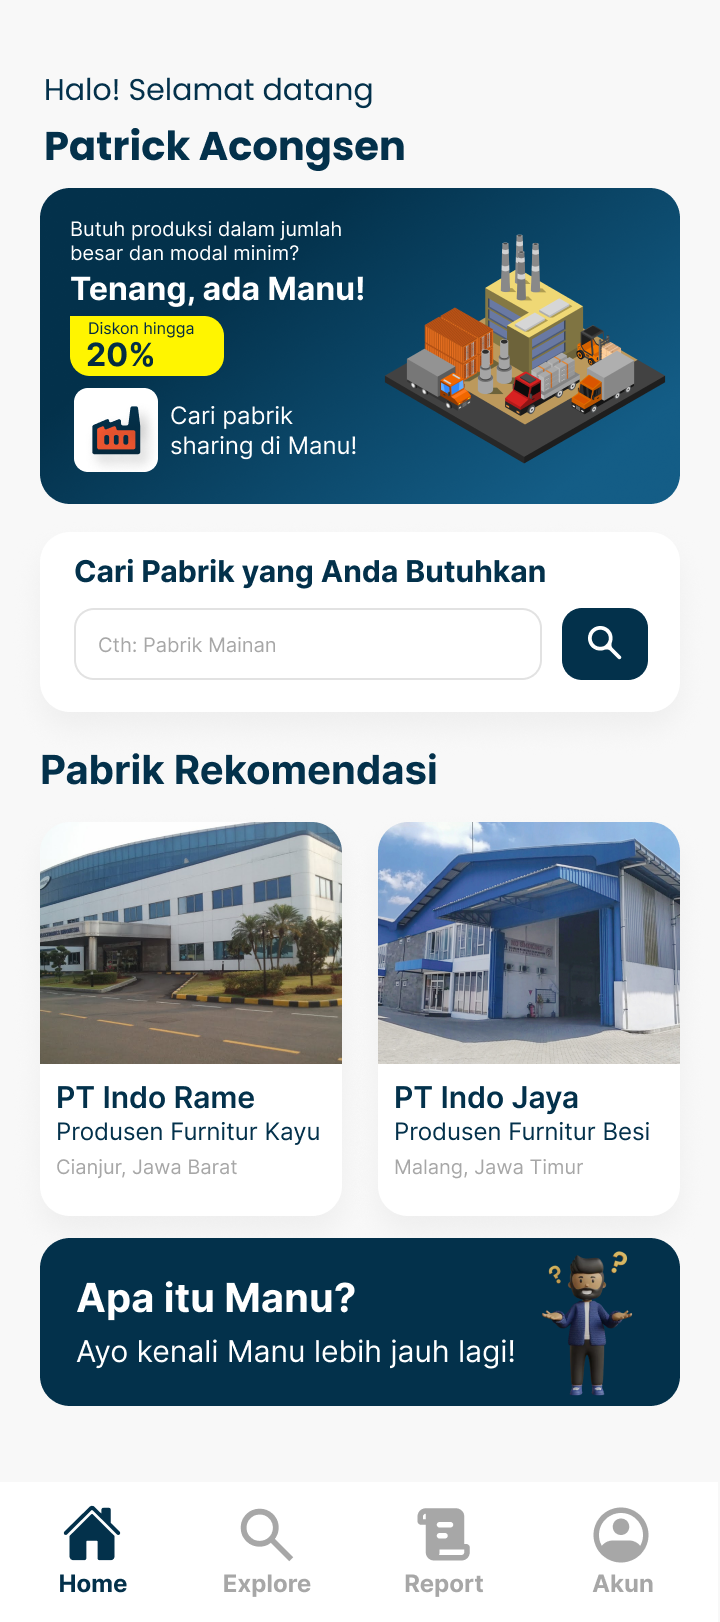 Halo! Selamat datang
Patrick Acongsen
Butuh produksi dalam jumlah
besar dan modal minim?
Tenang, ada Manu!
Diskon hingga
20%
Cari pabrik
sharing di Manu!
Cari Pabrik yang Anda Butuhkan
Cth: Pabrik Mainan
Pabrik Rekomendasi
PT Indo Rame
Produsen Furnitur Kayu
Cianjur, Jawa Barat
PT Indo Jaya
Produsen Furnitur Besi
Malang, Jawa Timur
Apa itu Manu?
Ayo kenali Manu lebih jauh lagi!
Home
Explore
Report
Akun